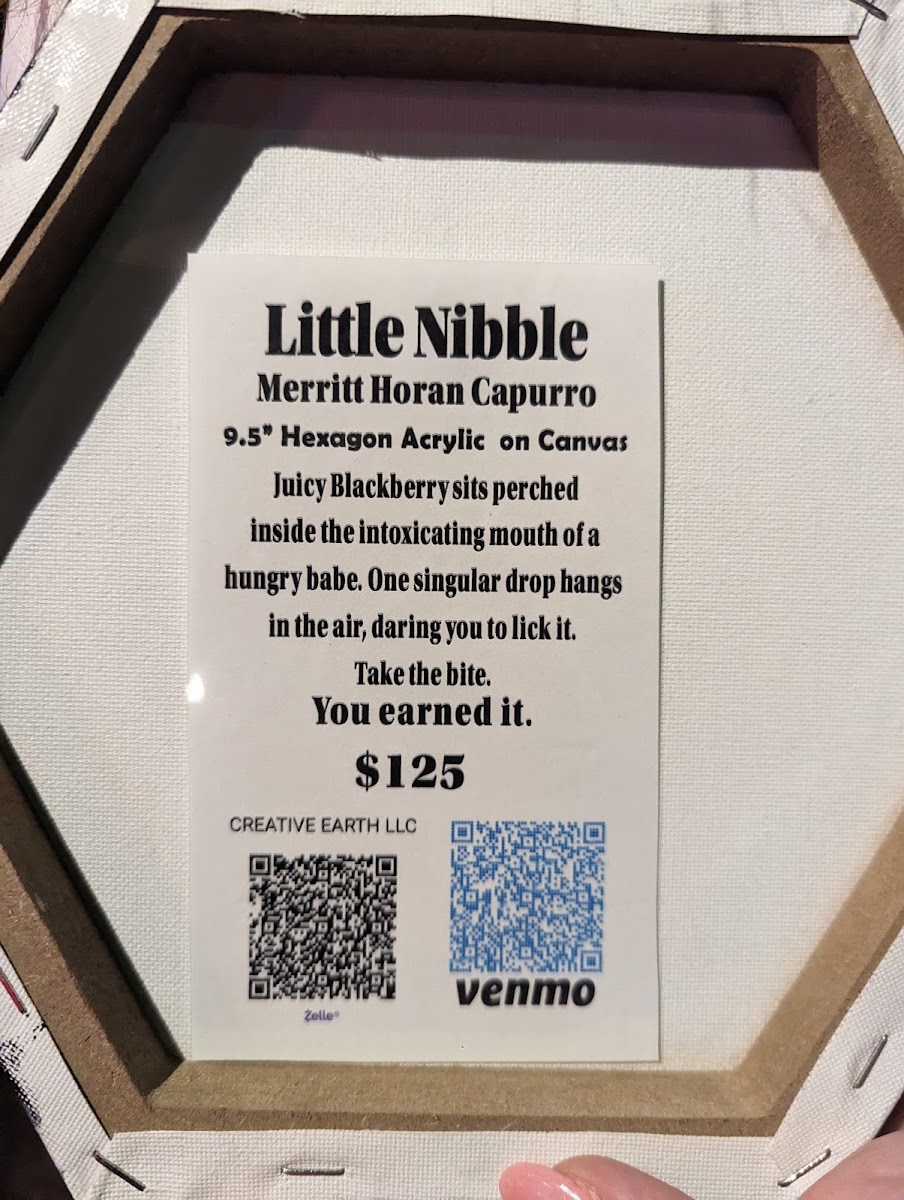 Little Nibble
Merritt Horan Capurro
9.5" Hexagon Acrylic on Canvas
Juicy Blackberry sits perched
inside the intoxicating mouth of a
hungry babe. One singular drop hangs
in the air, daring you to lick it.
Take the bite.
You earned it.
$125
CREATIVE EARTH LLC
Zelle®
venmo